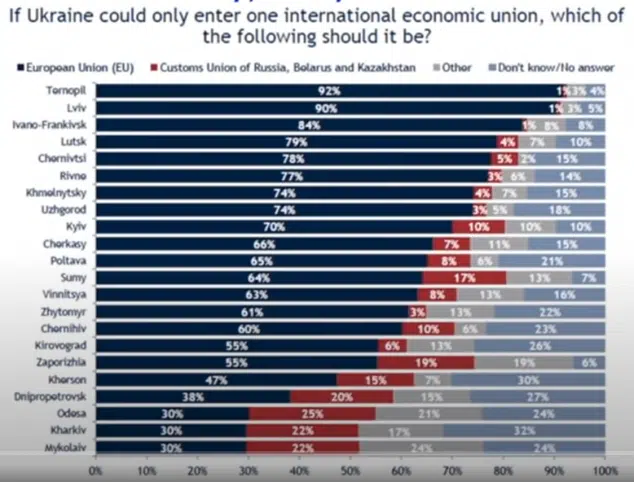 If Ukraine could only enter one international economic union, which of
the following should it be?
European Union (EU) Customs Union of Russia, Belarus and Kazakhstan Other Don't know/No answer
Ternopil 92% 1% 3% 4%
Lviv 90% 1% 3% 5%
Ivano-Frankivsk 84% 1% 8% 8%
Lutsk 79% 4% 7% 10%
Chernivtsi 78% 5% 2% 15%
Rivne 77% 3% 6% 14%
Khmelnytsky 74% 4% 7% 15%
Uzhgorod 74% 3% 5% 18%
Kyiv 70% 10% 10% 10%
Cherkasy 66% 7% 11% 15%
Poltava 65% 8% 6% 21%
Sumy 64% 17% 13% 7%
Vinnitsya 63% 8% 13% 16%
Zhytomyr 61% 3% 13% 22%
Chernihiv 60% 10% 6% 23%
Kirovograd 55% 6% 13% 26%
Zaporizhia 55% 19% 19% 6%
Kherson 47% 15% 7% 30%
Dnipropetrovsk 38% 20% 15% 27%
Odesa 30% 25% 21% 24%
Kharkiv 30% 22% 17% 32%
Mykolaiv 30% 22% 24% 24%
0% 10% 20% 30% 40% 50% 60% 70% 80% 90% 100%